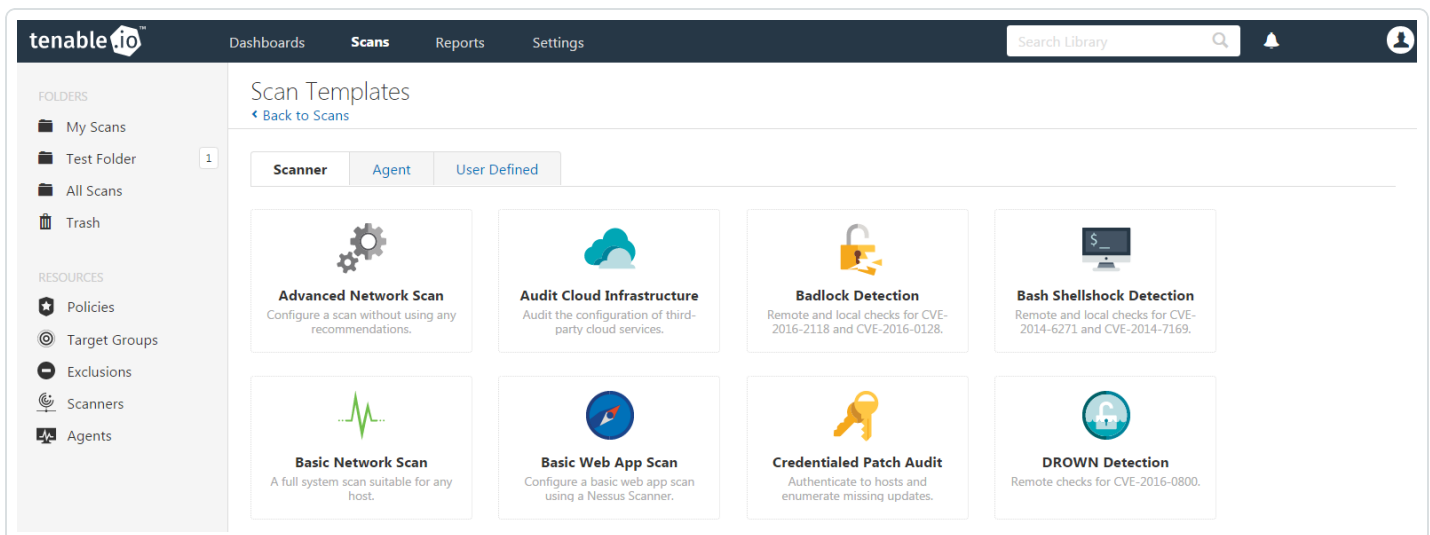 tenable.io™
Dashboards Scans Reports Settings Search Library
FOLDERS
My Scans
Test Folder 1
All Scans
Trash
RESOURCES
Policies
Target Groups
Exclusions
Scanners
Agents
Scan Templates
Back to Scans
Scanner Agent User Defined
Advanced Network Scan
Configure a scan without using any
recommendations.
Audit Cloud Infrastructure
Audit the configuration of third-
party cloud services.
Badlock Detection
Remote and local checks for CVE-
2016-2118 and CVE-2016-0128.
$_
Bash Shellshock Detection
Remote and local checks for CVE-
2014-6271 and CVE-2014-7169.
Basic Network Scan
A full system scan suitable for any
host.
Basic Web App Scan
Configure a basic web app scan
using a Nessus Scanner.
Credentialed Patch Audit
Authenticate to hosts and
enumerate missing updates.
DROWN Detection
Remote checks for CVE-2016-0800.